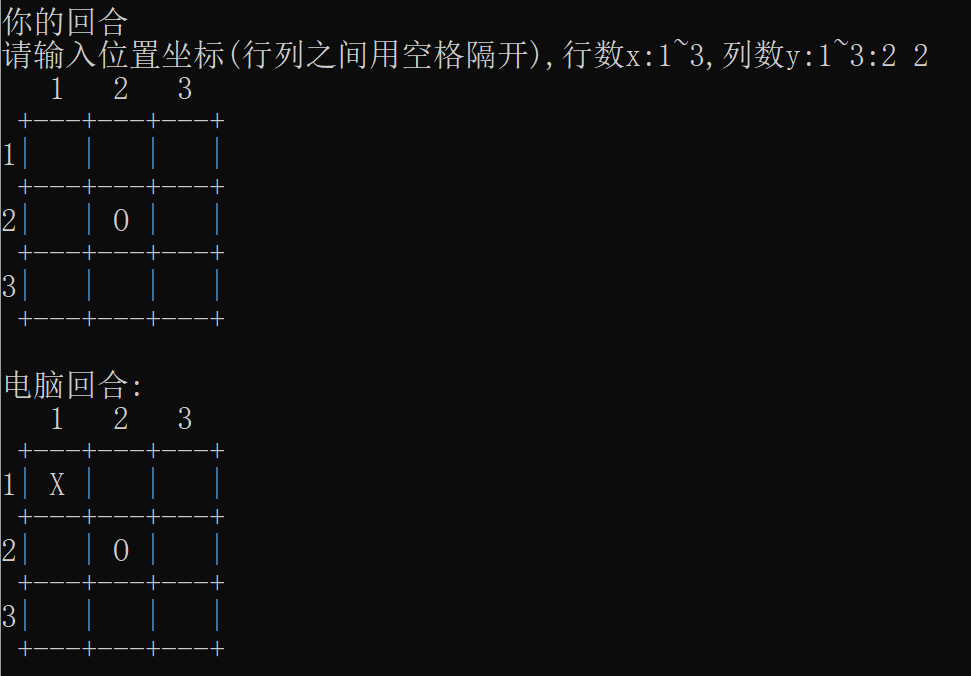 你的回合
请输入位置坐标(行列之间用空格隔开),行数x:1~3,列数y:1~3:2 2
   1   2   3
 +---+---+---+
1|   |   |   |
 +---+---+---+
2|   | O |   |
 +---+---+---+
3|   |   |   |
 +---+---+---+

电脑回合:
   1   2   3
 +---+---+---+
1| X |   |   |
 +---+---+---+
2|   | O |   |
 +---+---+---+
3|   |   |   |
 +---+---+---+